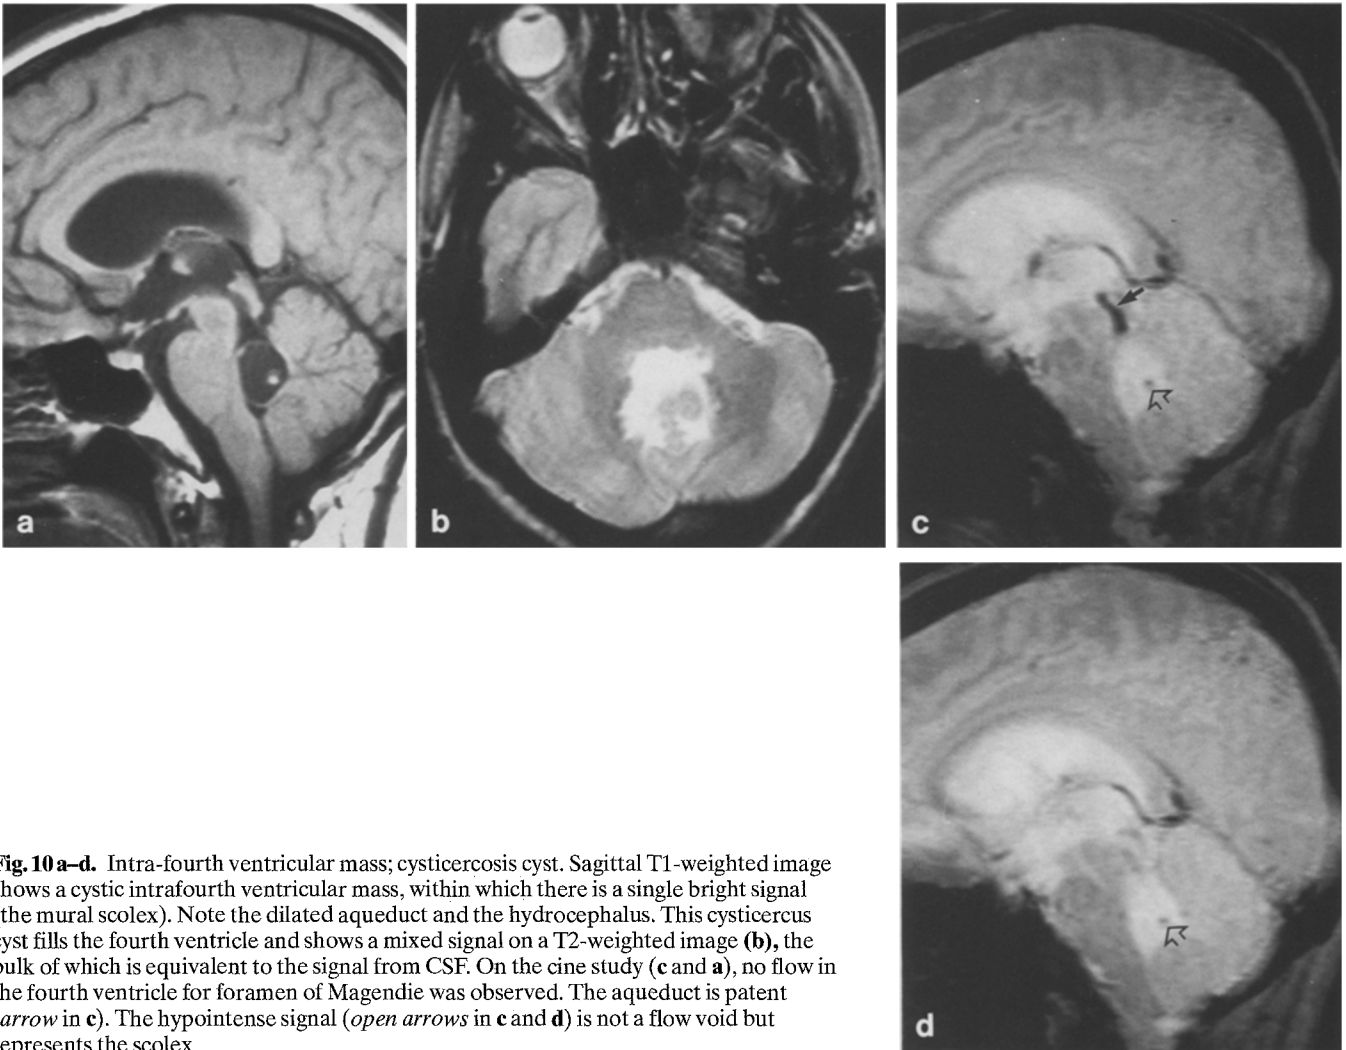 a
b
c
d
Fig. 10 a–d. Intra-fourth ventricular mass; cysticercosis cyst. Sagittal T1-weighted image
hows a cystic intrafourth ventricular mass, within which there is a single bright signal
the mural scolex). Note the dilated aqueduct and the hydrocephalus. This cysticercus
yst fills the fourth ventricle and shows a mixed signal on a T2-weighted image (b), the
ulk of which is equivalent to the signal from CSF. On the cine study (c and a), no flow in
he fourth ventricle for foramen of Magendie was observed. The aqueduct is patent
arrow in c). The hypointense signal (open arrows in c and d) is not a flow void but
epresents the scolex